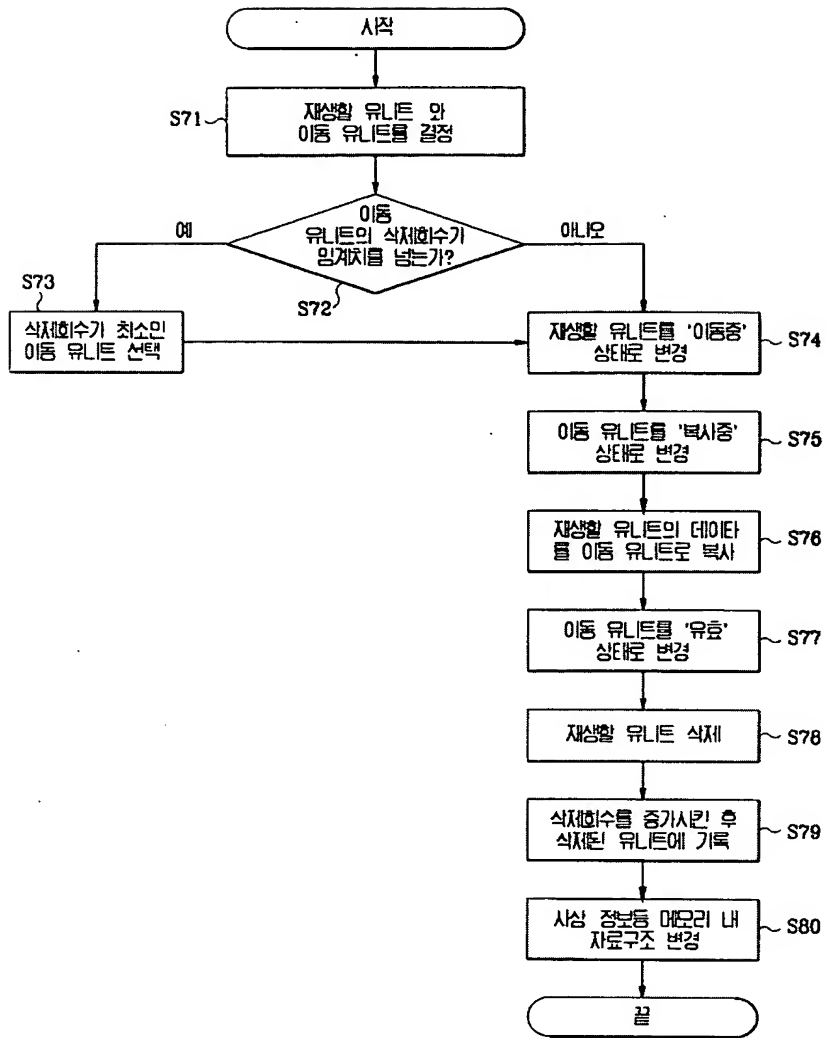 시작
S71
재생할 유니트 와
이동 유니트를 결정
이동
유니트의 삭제회수가
임계치를 넘는가?
예
아니오
S72
S73
삭제회수가 최소인
이동 유니트 선택
재생할 유니트를 '이동중'
상태로 변경
S74
이동 유니트를 '복사중'
상태로 변경
S75
재생할 유니트의 데이타
를 이동 유니트로 복사
S76
이동 유니트를 '유효'
상태로 변경
S77
재생할 유니트 삭제
S78
삭제회수를 증가시킨 후
삭제된 유니트에 기록
S79
사상 정보등 메모리 내
자료구조 변경
S80
끝